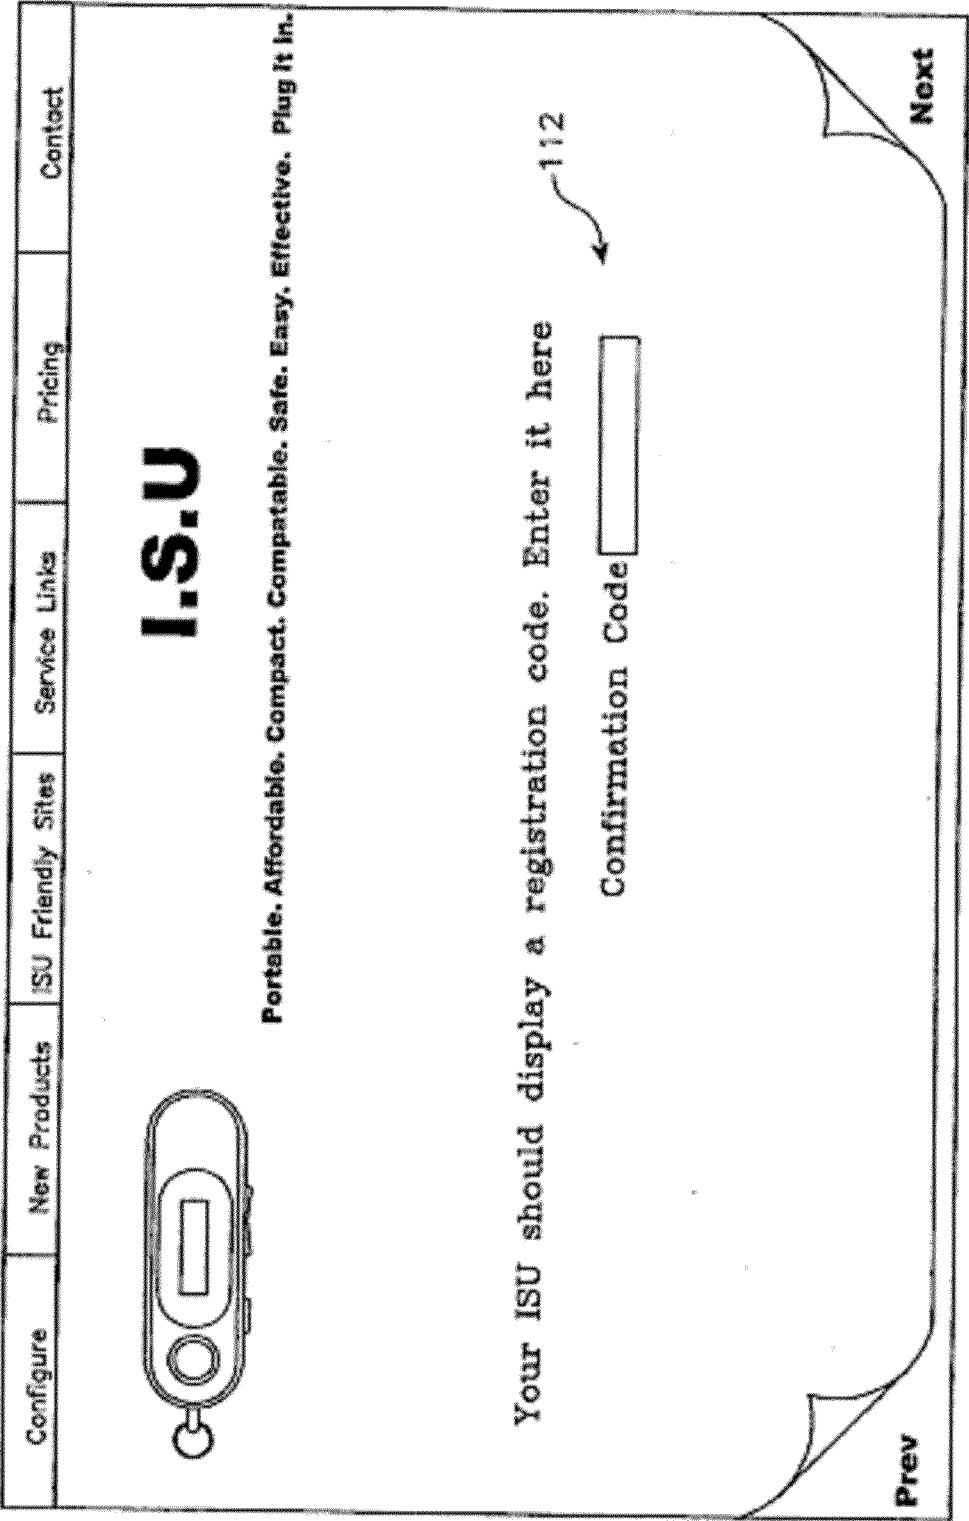 Configure
New Products
ISU Friendly Sites
Service Links
Pricing
Contact
I.S.U
Portable. Affordable. Compact. Compatable. Safe. Easy. Effective. Plug it in.
Your ISU should display a registration code. Enter it here
112
Confirmation Code
Prev
Next